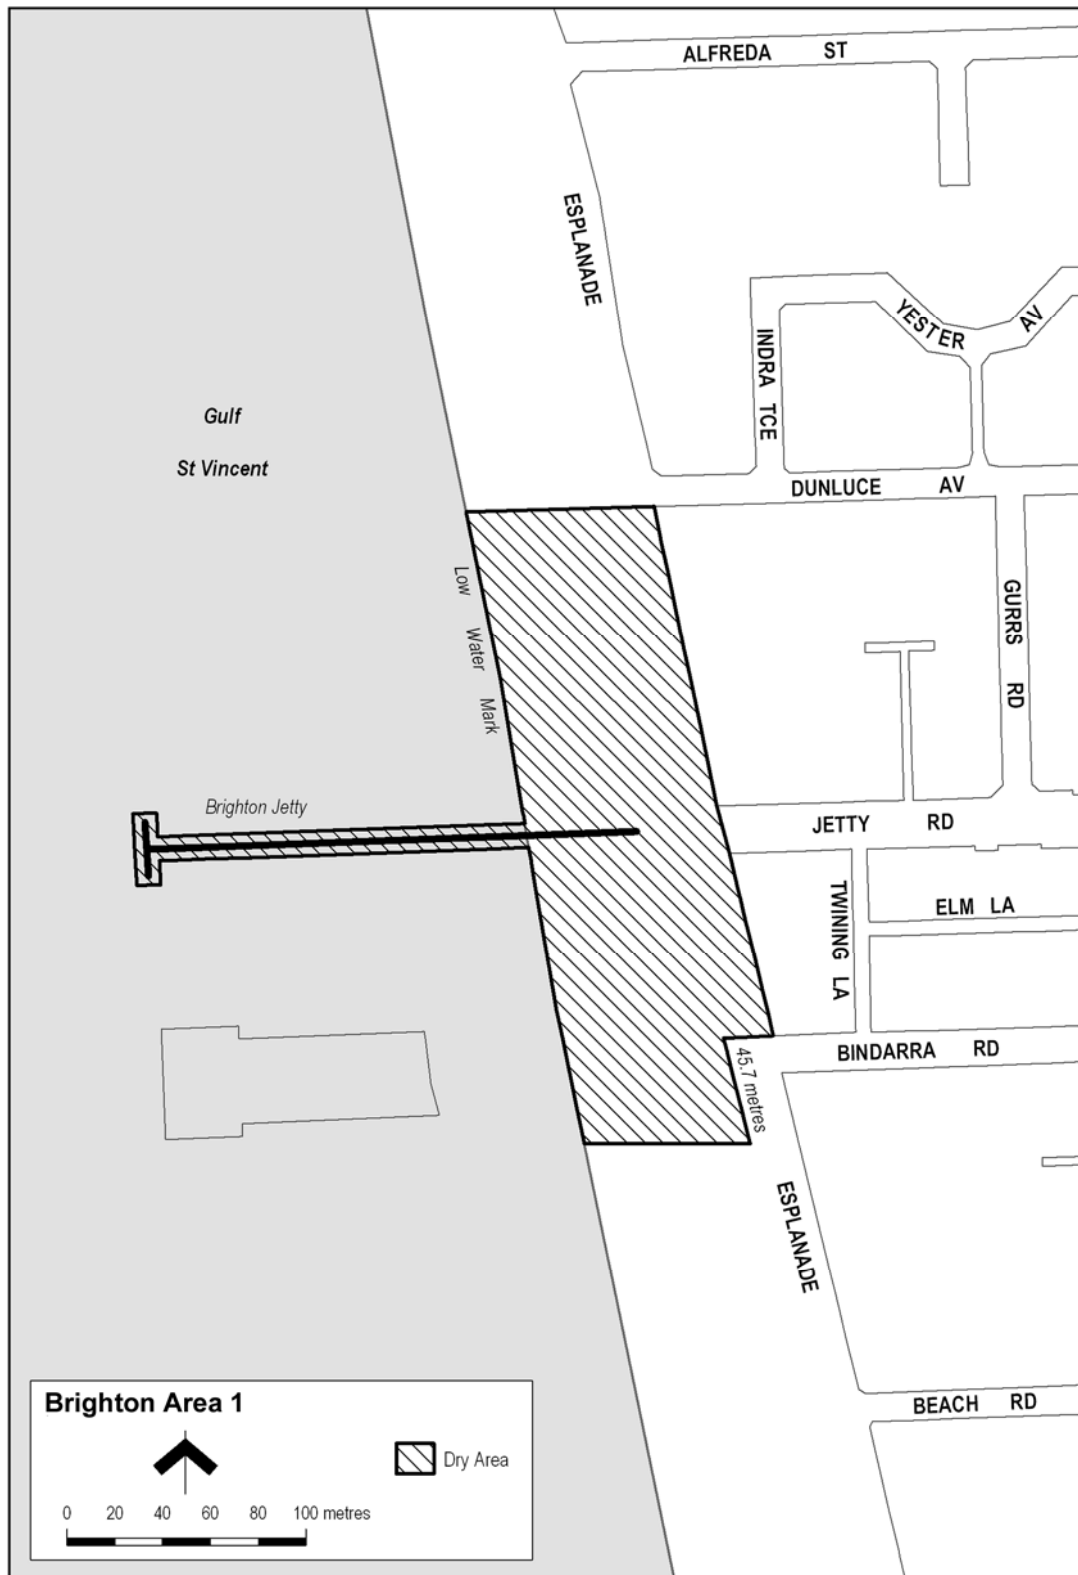 ALFREDA ST
ESPLANADE
YESTER AV
INDRA TCE
Gulf
St Vincent
DUNLUCE AV
Low Water Mark
GURRS RD
Brighton Jetty
JETTY RD
TWINING LA
ELM LA
BINDARRA RD
45.7 metres
ESPLANADE
Brighton Area 1
BEACH RD
Dry Area
0 20 40 60 80 100 metres